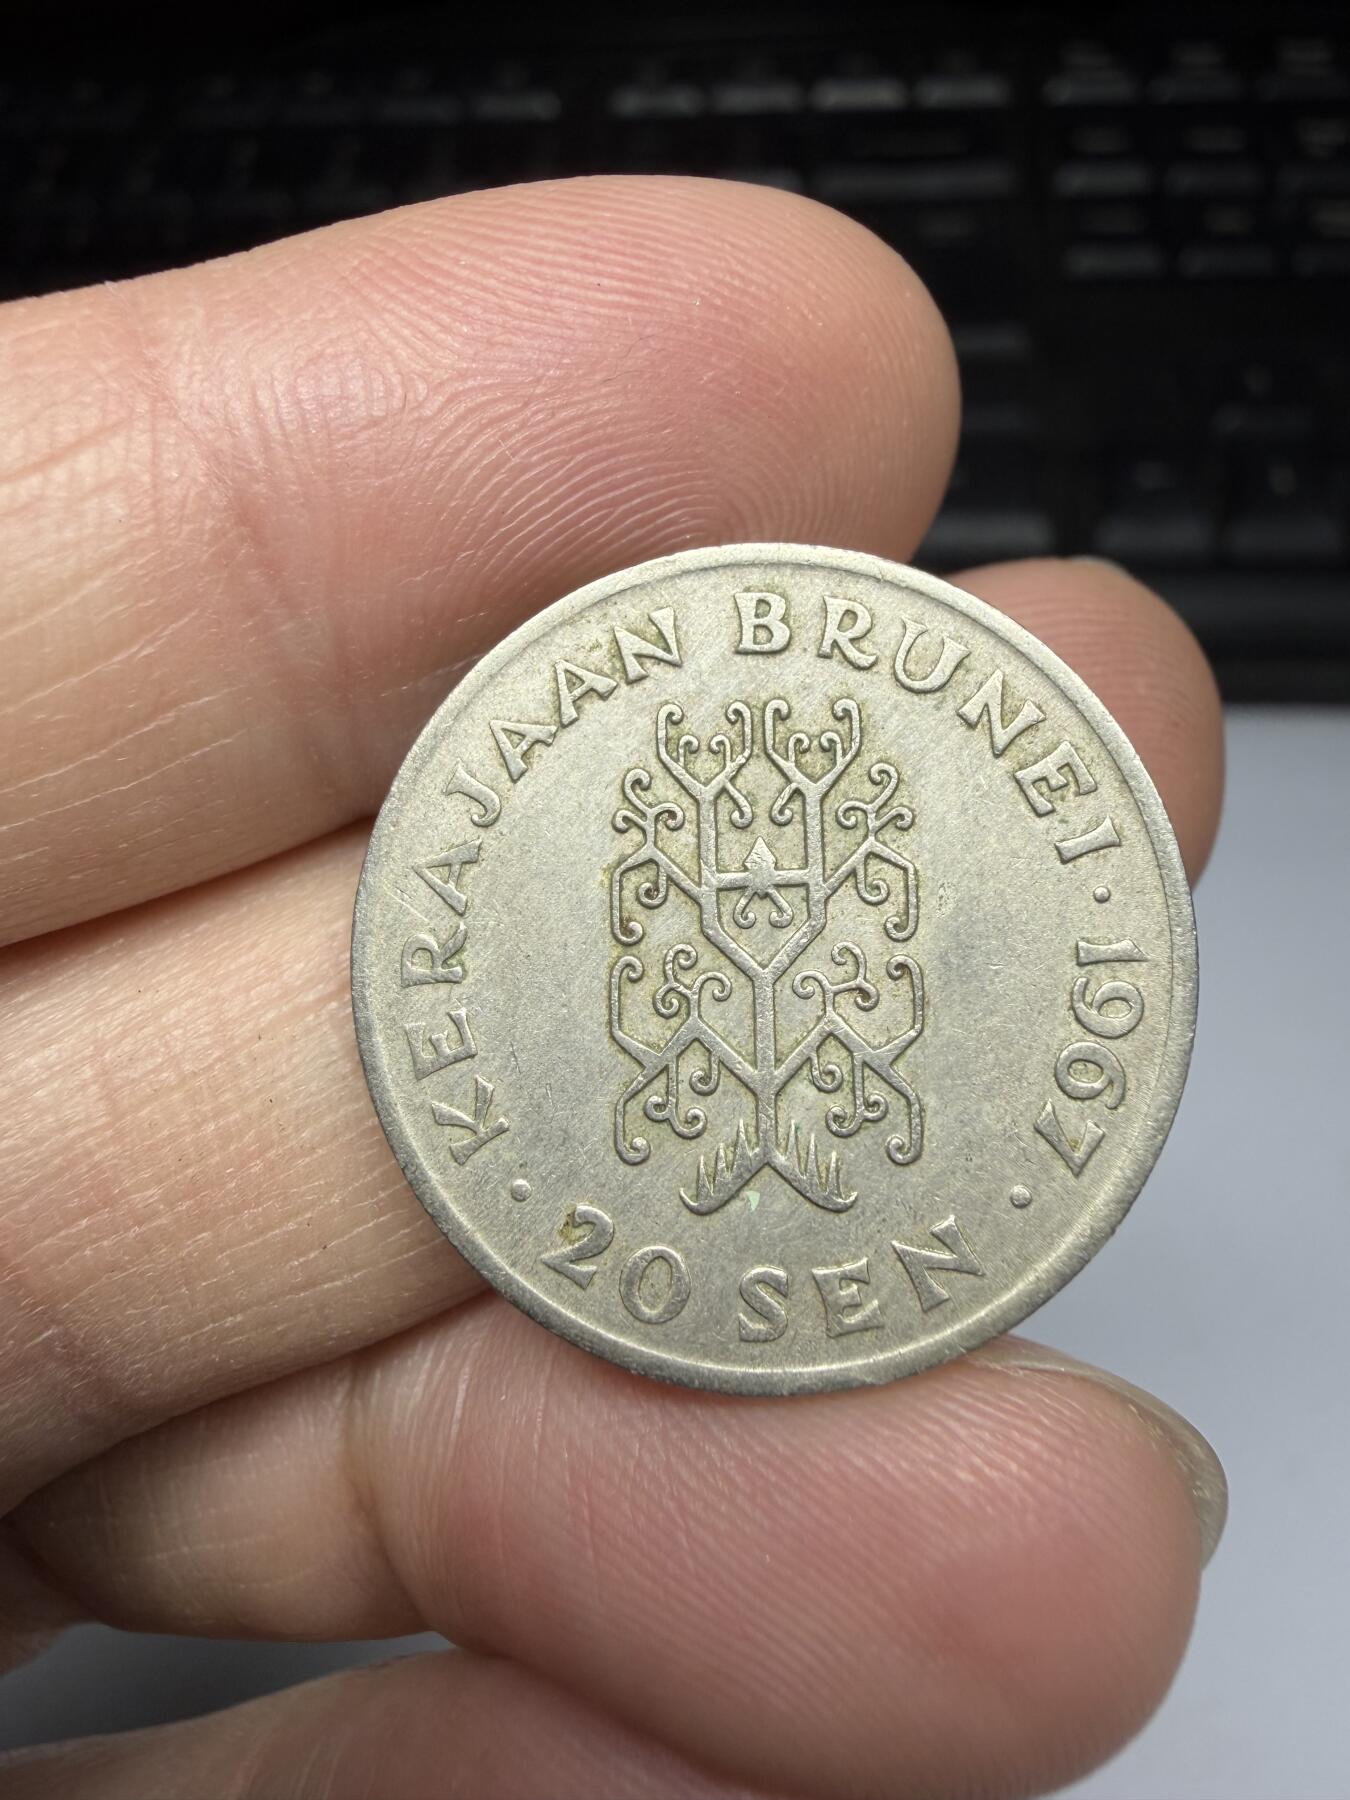 KERAJAAN BRUNEI · 1967 ·
20 SEN ·